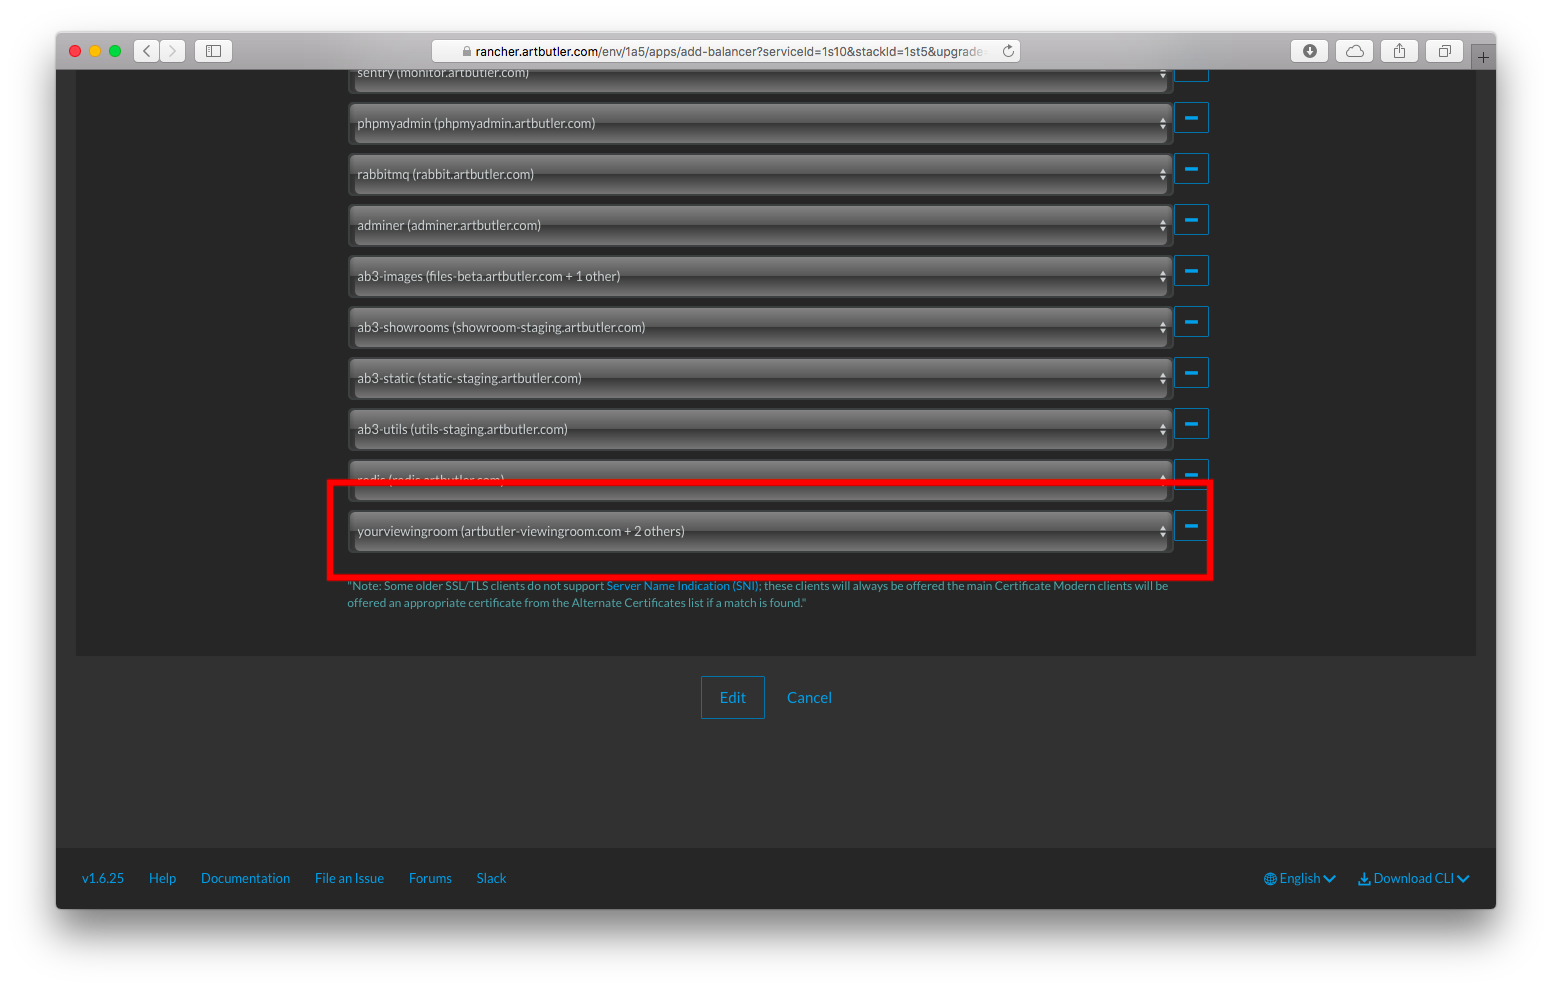 rancher.artbutler.com/env/1a5/apps/add-balancer?serviceId=1s10&stackId=1st5&upgrade
sentry (monitor.artbutler.com)
phpmyadmin (phpmyadmin.artbutler.com)
rabbitmq (rabbit.artbutler.com)
adminer (adminer.artbutler.com)
ab3-images (files-beta.artbutler.com + 1 other)
ab3-showrooms (showroom-staging.artbutler.com)
ab3-static (static-staging.artbutler.com)
ab3-utils (utils-staging.artbutler.com)
redis (redis.artbutler.com)
yourviewingroom (artbutler-viewingroom.com + 2 others)
"Note: Some older SSL/TLS clients do not support Server Name Indication (SNI); these clients will always be offered the main Certificate Modern clients will be
offered an appropriate certificate from the Alternate Certificates list if a match is found."
Edit Cancel
v1.6.25 Help Documentation File an Issue Forums Slack English Download CLI